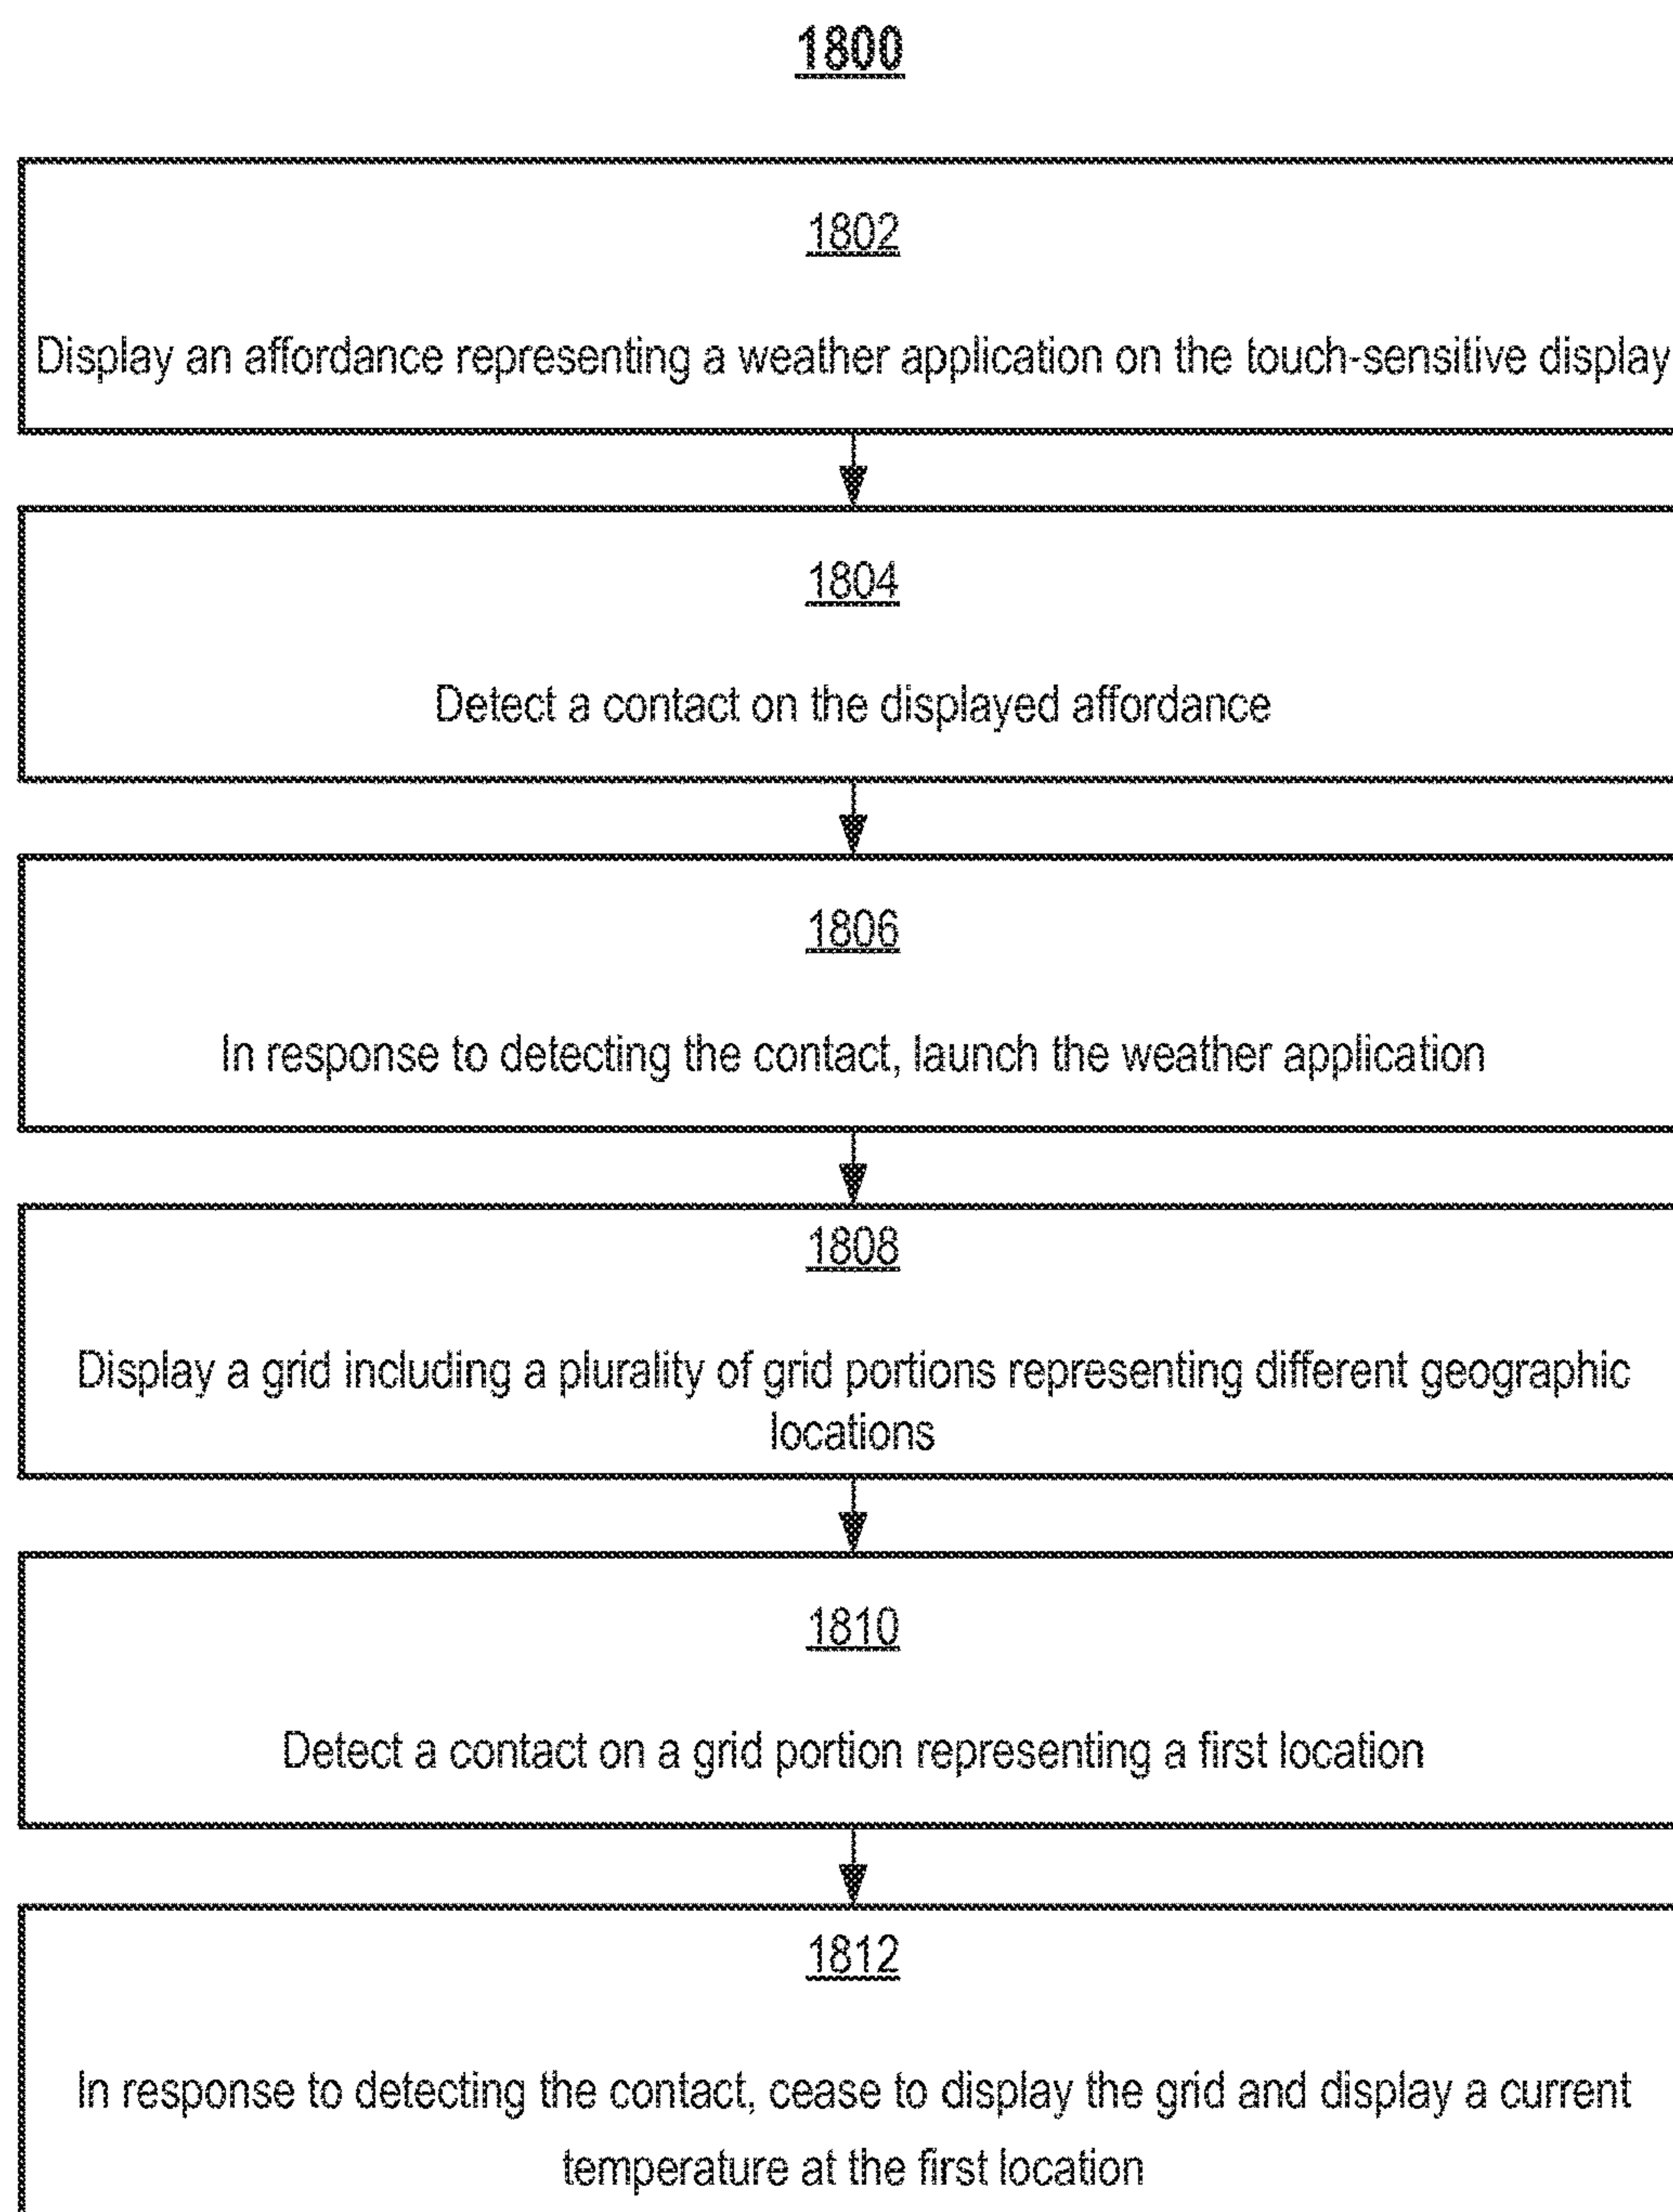 1800
1802
Display an affordance representing a weather application on the touch-sensitive display
1804
Detect a contact on the displayed affordance
1806
In response to detecting the contact, launch the weather application
1808
Display a grid including a plurality of grid portions representing different geographic
locations
1810
Detect a contact on a grid portion representing a first location
1812
In response to detecting the contact, cease to display the grid and display a current
temperature at the first location